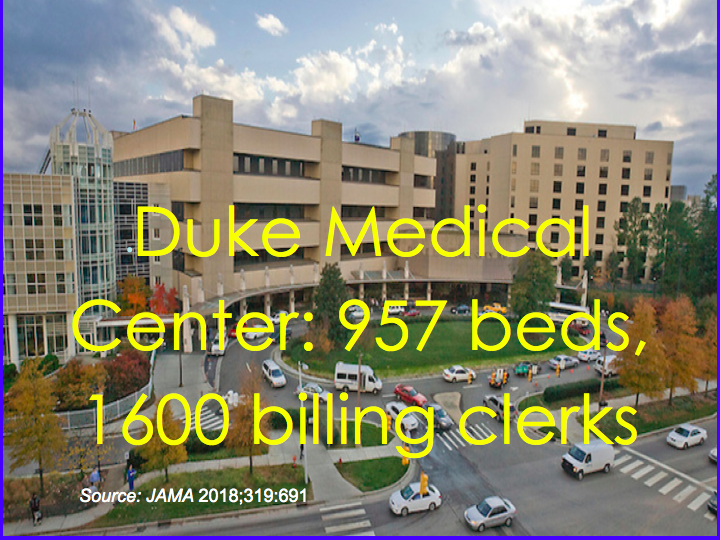 Duke Medical
Center: 957 beds,
1600 billing clerks
Source: JAMA 2018;319:691